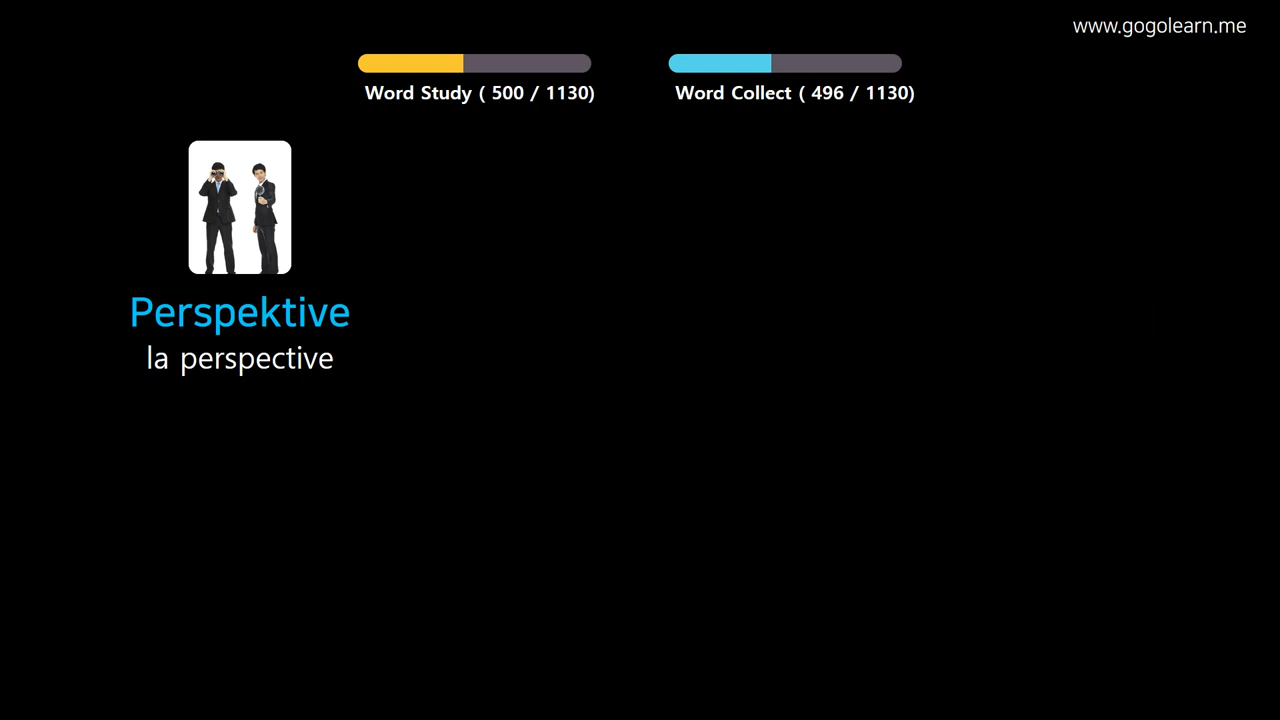 www.gogolearn.me
Word Study ( 500 / 1130)
Word Collect ( 496 / 1130)
Perspektive
la perspective